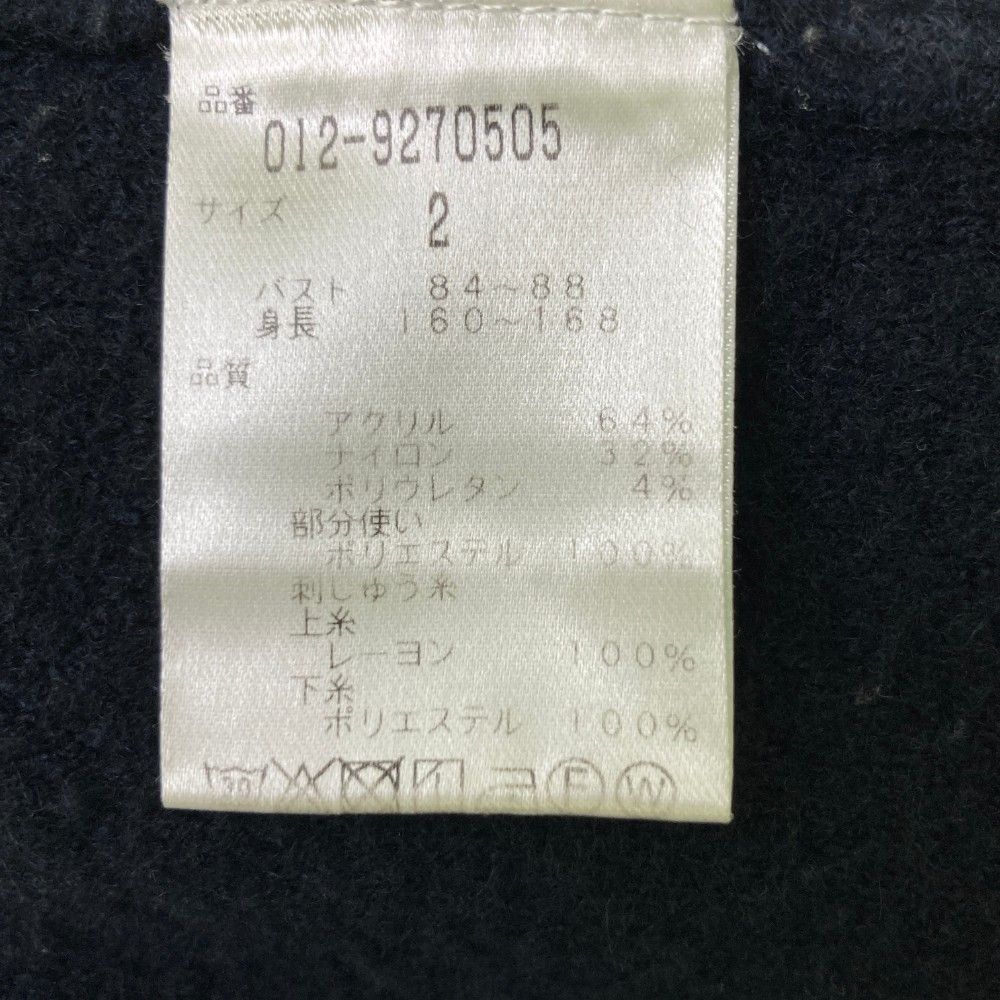 品番
012-9270505
サイズ 2
バスト 84～88
身長 160～168
品質
アクリル 64%
ナイロン 32%
ポリウレタン 4%
部分使い
ポリエステル 100%
刺しゅう糸
上糸
レーヨン 100%
下糸
ポリエステル 100%
30 F W